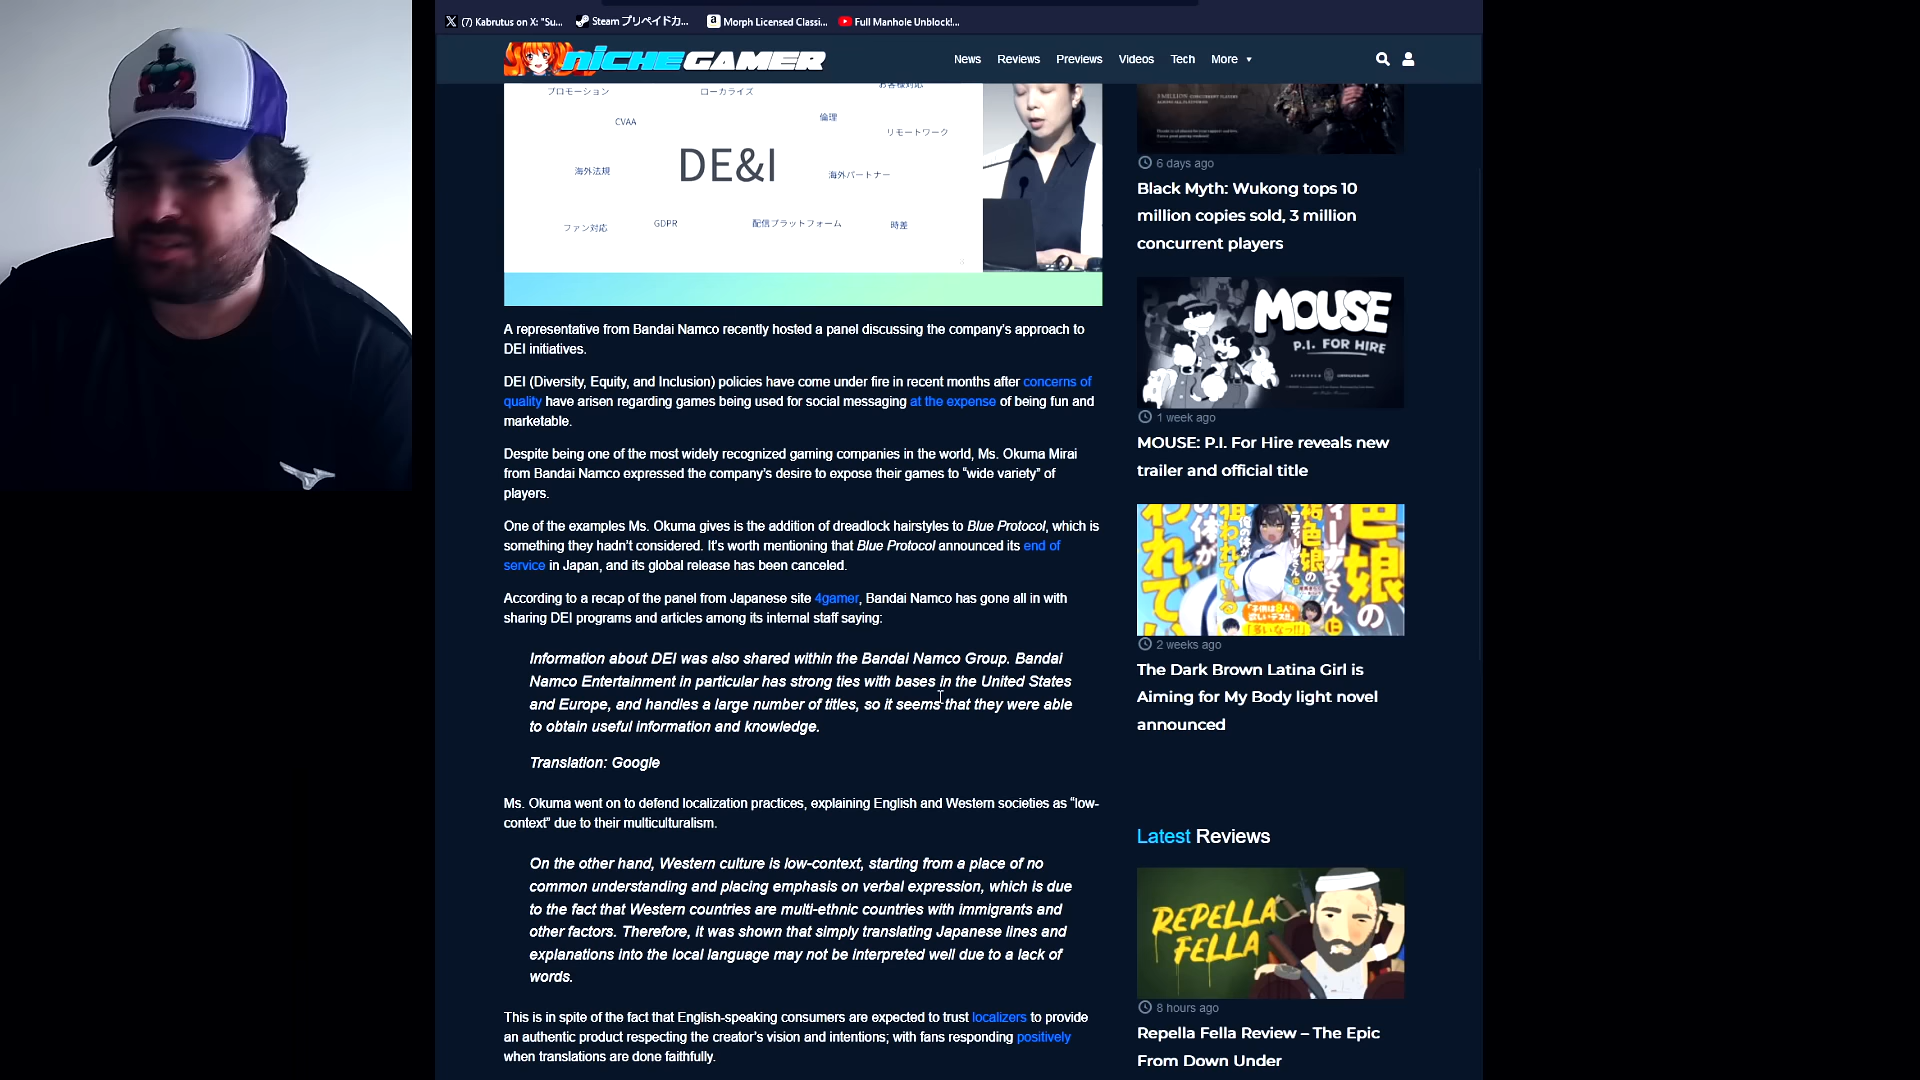 (7) Kabrutus on X: "Su...
Steam プリペイドカ...
Morph Licensed Classi...
Full Manhole Unblock!...
NICHEGAMER
News
Reviews
Previews
Videos
Tech
More
プロモーション
ローカライズ
お客様対応
CVAA
倫理
リモートワーク
DE&I
海外法規
海外パートナー
ファン対応
GDPR
配信プラットフォーム
時差
A representative from Bandai Namco recently hosted a panel discussing the company's approach to
DEI initiatives.
DEI (Diversity, Equity, and Inclusion) policies have come under fire in recent months after concerns of
quality have arisen regarding games being used for social messaging at the expense of being fun and
marketable.
Despite being one of the most widely recognized gaming companies in the world, Ms. Okuma Mirai
from Bandai Namco expressed the company's desire to expose their games to "wide variety" of
players.
One of the examples Ms. Okuma gives is the addition of dreadlock hairstyles to Blue Protocol, which is
something they hadn't considered. It's worth mentioning that Blue Protocol announced its end of
service in Japan, and its global release has been canceled.
According to a recap of the panel from Japanese site 4gamer, Bandai Namco has gone all in with
sharing DEI programs and articles among its internal staff saying:
Information about DEI was also shared within the Bandai Namco Group. Bandai
Namco Entertainment in particular has strong ties with bases in the United States
and Europe, and handles a large number of titles, so it seems that they were able
to obtain useful information and knowledge.
Translation: Google
Ms. Okuma went on to defend localization practices, explaining English and Western societies as "low-
context" due to their multiculturalism.
On the other hand, Western culture is low-context, starting from a place of no
common understanding and placing emphasis on verbal expression, which is due
to the fact that Western countries are multi-ethnic countries with immigrants and
other factors. Therefore, it was shown that simply translating Japanese lines and
explanations into the local language may not be interpreted well due to a lack of
words.
This is in spite of the fact that English-speaking consumers are expected to trust localizers to provide
an authentic product respecting the creator's vision and intentions; with fans responding positively
when translations are done faithfully.
6 days ago
Black Myth: Wukong tops 10
million copies sold, 3 million
concurrent players
MOUSE
P.I. FOR HIRE
1 week ago
MOUSE: P.I. For Hire reveals new
trailer and official title
2 weeks ago
The Dark Brown Latina Girl is
Aiming for My Body light novel
announced
Latest Reviews
REPELLA
FELLA
8 hours ago
Repella Fella Review – The Epic
From Down Under